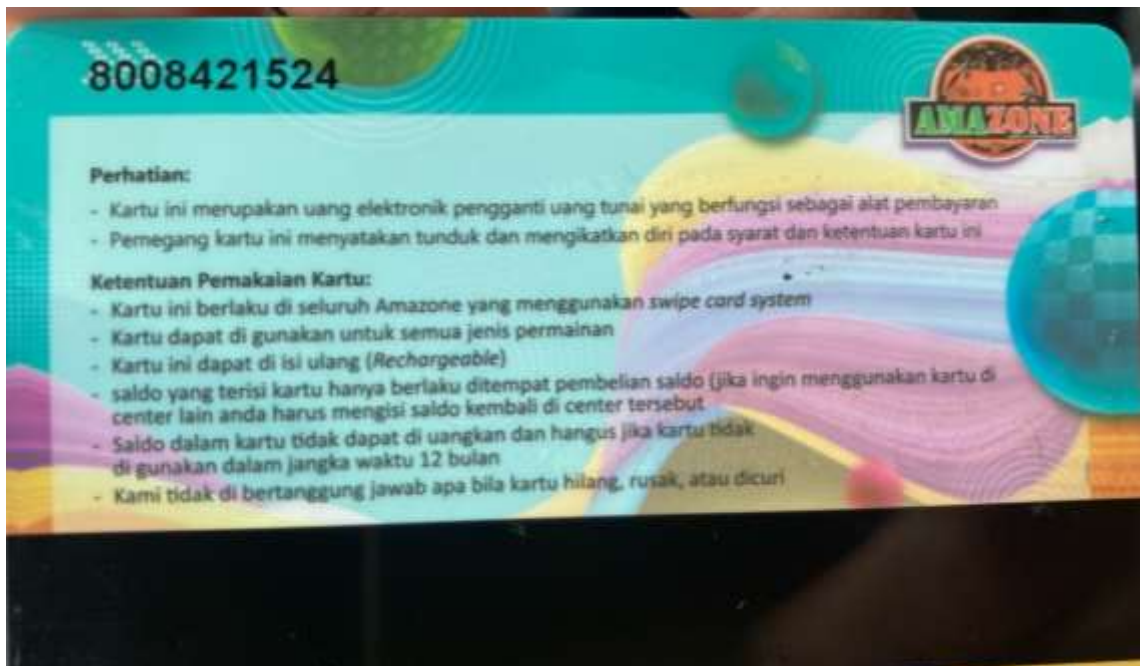 8008421524
AMAZONE
Perhatian:
- Kartu ini merupakan uang elektronik pengganti uang tunai yang berfungsi sebagai alat pembayaran
- Pemegang kartu ini menyatakan tunduk dan mengikatkan diri pada syarat dan ketentuan kartu ini
Ketentuan Pemakaian Kartu:
- Kartu ini berlaku di seluruh Amazone yang menggunakan swipe card system
- Kartu dapat di gunakan untuk semua jenis permainan
- Kartu ini dapat di isi ulang (Rechargeable)
- saldo yang terisi kartu hanya berlaku ditempat pembelian saldo (jika ingin menggunakan kartu di
center lain anda harus mengisi saldo kembali di center tersebut
- Saldo dalam kartu tidak dapat di uangkan dan hangus jika kartu tidak
di gunakan dalam jangka waktu 12 bulan
- Kami tidak di bertanggung jawab apa bila kartu hilang, rusak, atau dicuri